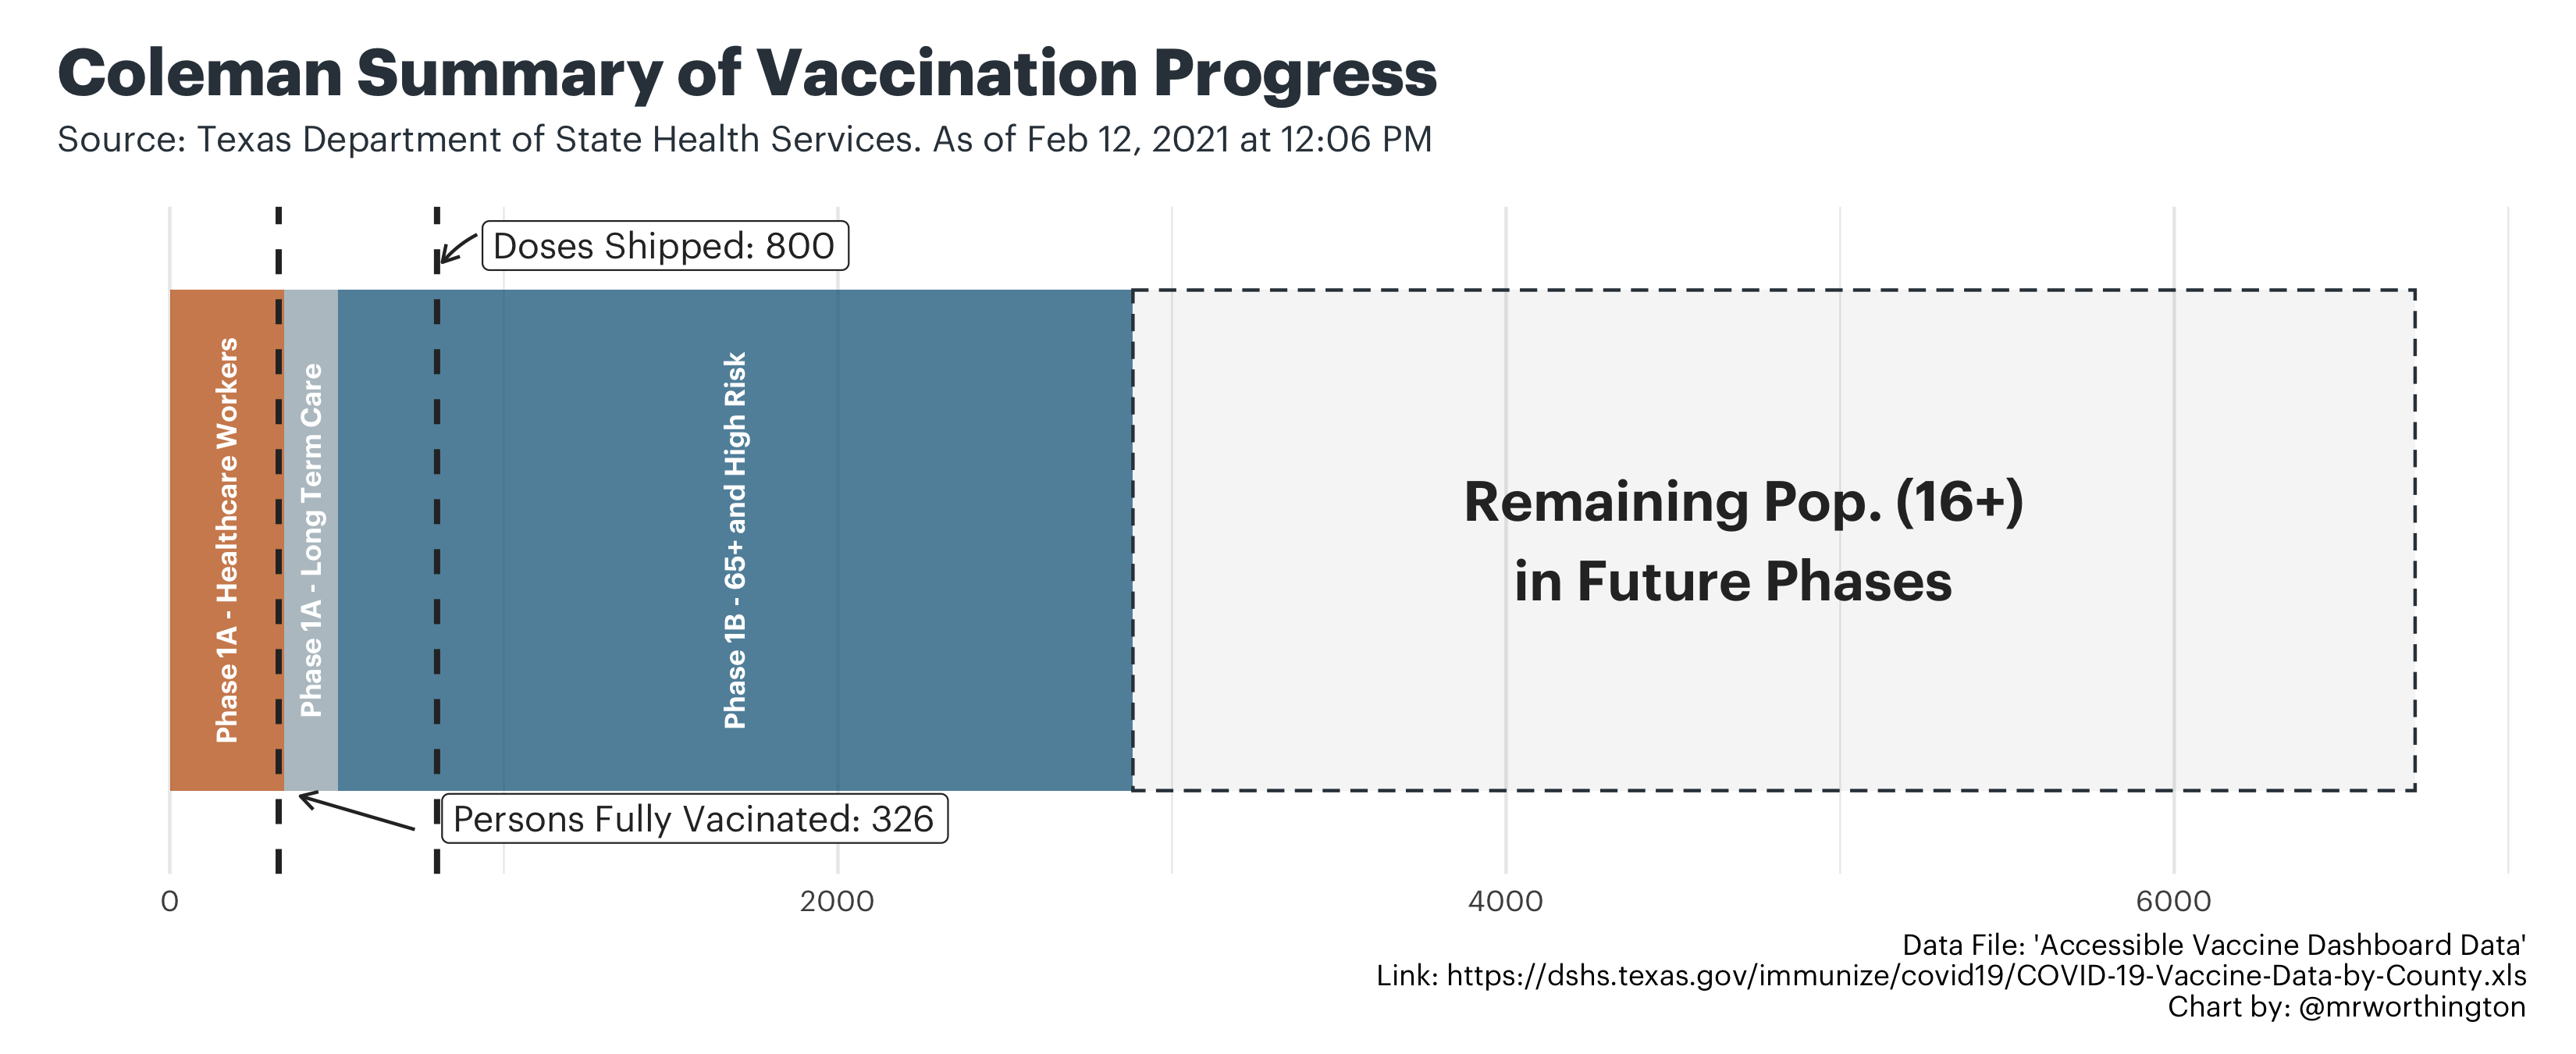 Coleman Summary of Vaccination Progress
Source: Texas Department of State Health Services. As of Feb 12, 2021 at 12:06 PM
Doses Shipped: 800
Phase 1A - Healthcare Workers
Phase 1A - Long Term Care
Phase 1B - 65+ and High Risk
Remaining Pop. (16+)
in Future Phases
Persons Fully Vacinated: 326
0
2000
4000
6000
Data File: 'Accessible Vaccine Dashboard Data'
Link: https://dshs.texas.gov/immunize/covid19/COVID-19-Vaccine-Data-by-County.xls
Chart by: @mrworthington